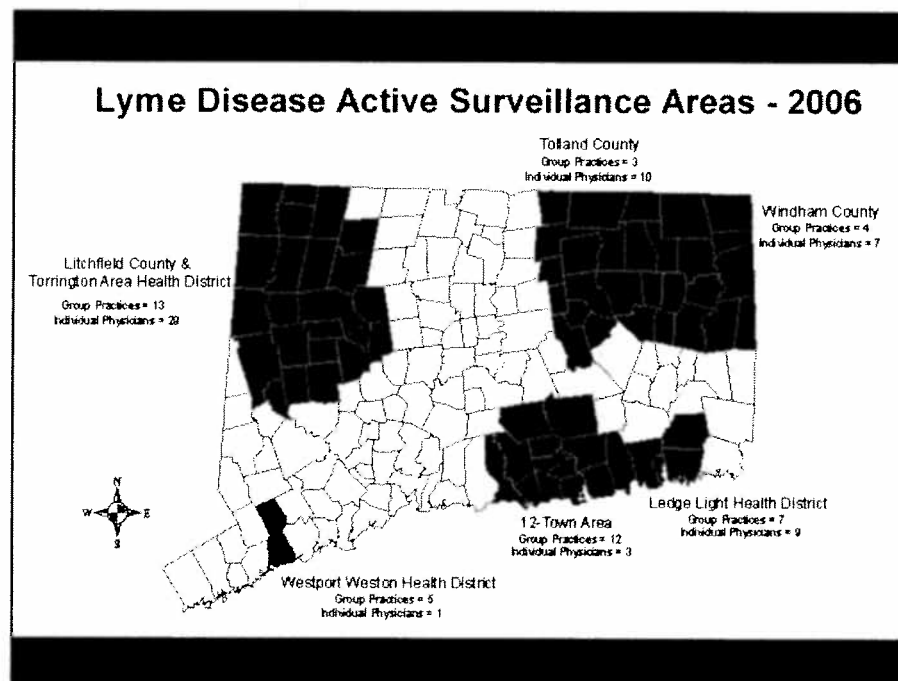 Lyme Disease Active Surveillance Areas - 2006
Tolland County
Group Practices = 3
Individual Physicians = 10
Windham County
Group Practices = 4
Individual Physicians = 7
Litchfield County &
Torrington Area Health District
Group Practices = 13
Individual Physicians = 29
N
W E
S
Ledge Light Health District
Group Practices = 7
Individual Physicians = 9
12-Town Area
Group Practices = 12
Individual Physicians = 3
Westport Weston Health District
Group Practices = 5
Individual Physicians = 1